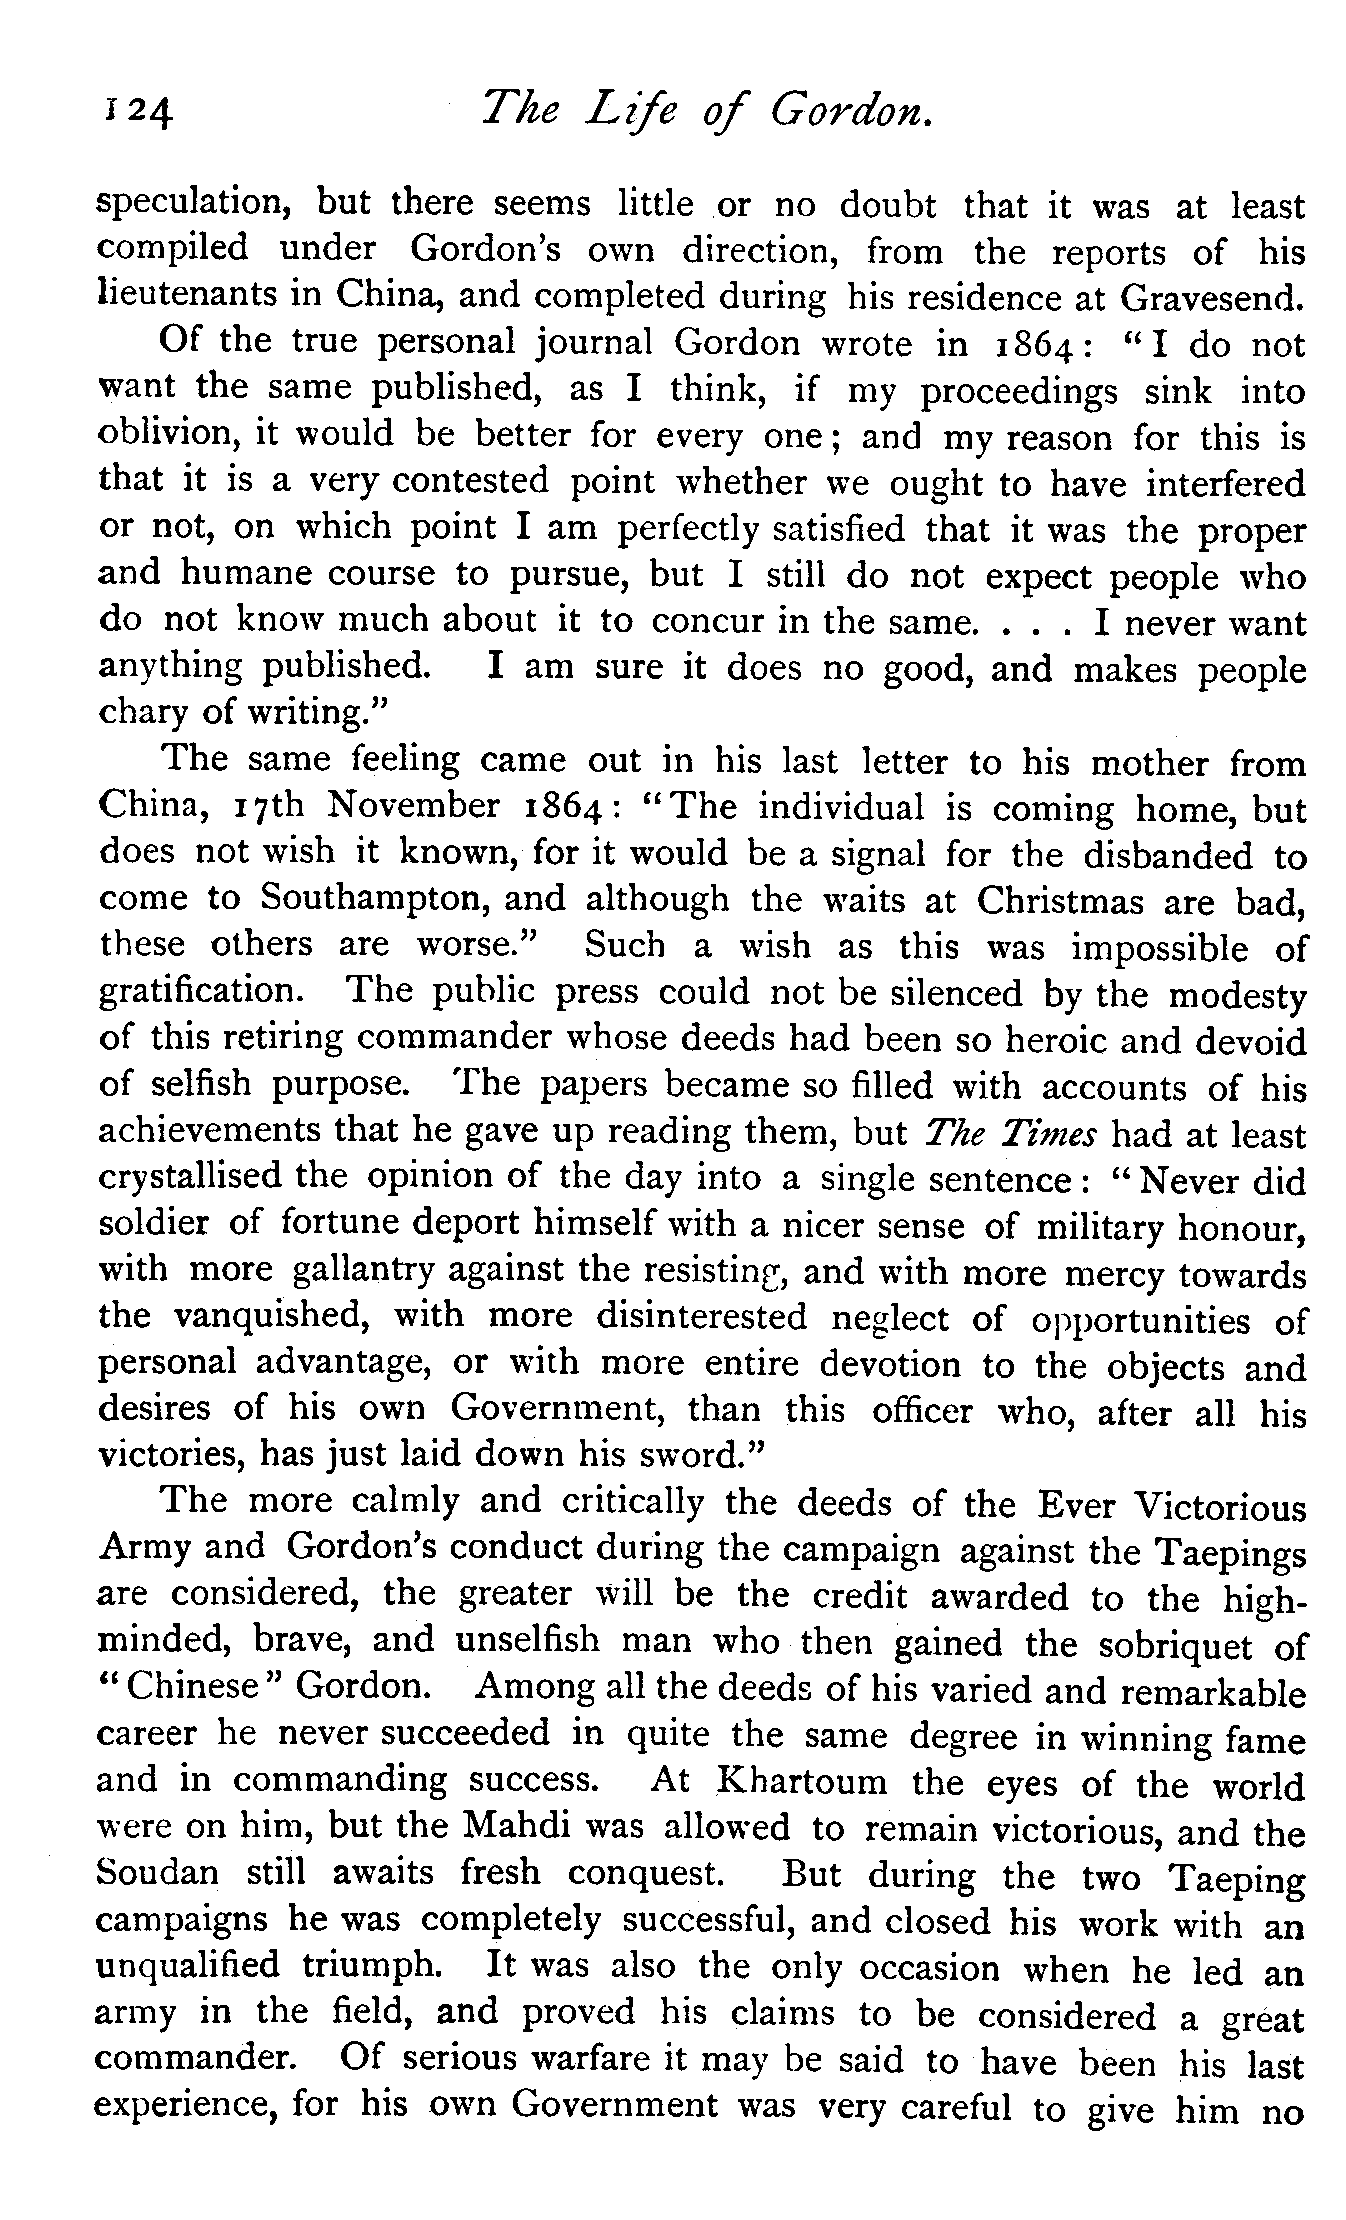 124 The Life of Gordon.
speculation, but there seems little or no doubt that it was at least
compiled under Gordon's own direction, from the reports of his
lieutenants in China, and completed during his residence at Gravesend.
Of the true personal journal Gordon wrote in 1864: "I do not
want the same published, as I think, if my proceedings sink into
oblivion, it would be better for every one; and my reason for this is
that it is a very contested point whether we ought to have interfered
or not, on which point I am perfectly satisfied that it was the proper
and humane course to pursue, but I still do not expect people who
do not know much about it to concur in the same. . . . I never want
anything published. I am sure it does no good, and makes people
chary of writing."
The same feeling came out in his last letter to his mother from
China, 17th November 1864: "The individual is coming home, but
does not wish it known, for it would be a signal for the disbanded to
come to Southampton, and although the waits at Christmas are bad,
these others are worse." Such a wish as this was impossible of
gratification. The public press could not be silenced by the modesty
of this retiring commander whose deeds had been so heroic and devoid
of selfish purpose. The papers became so filled with accounts of his
achievements that he gave up reading them, but The Times had at least
crystallised the opinion of the day into a single sentence: "Never did
soldier of fortune deport himself with a nicer sense of military honour,
with more gallantry against the resisting, and with more mercy towards
the vanquished, with more disinterested neglect of opportunities of
personal advantage, or with more entire devotion to the objects and
desires of his own Government, than this officer who, after all his
victories, has just laid down his sword."
The more calmly and critically the deeds of the Ever Victorious
Army and Gordon's conduct during the campaign against the Taepings
are considered, the greater will be the credit awarded to the high-
minded, brave, and unselfish man who then gained the sobriquet of
"Chinese" Gordon. Among all the deeds of his varied and remarkable
career he never succeeded in quite the same degree in winning fame
and in commanding success. At Khartoum the eyes of the world
were on him, but the Mahdi was allowed to remain victorious, and the
Soudan still awaits fresh conquest. But during the two Taeping
campaigns he was completely successful, and closed his work with an
unqualified triumph. It was also the only occasion when he led an
army in the field, and proved his claims to be considered a great
commander. Of serious warfare it may be said to have been his last
experience, for his own Government was very careful to give him no